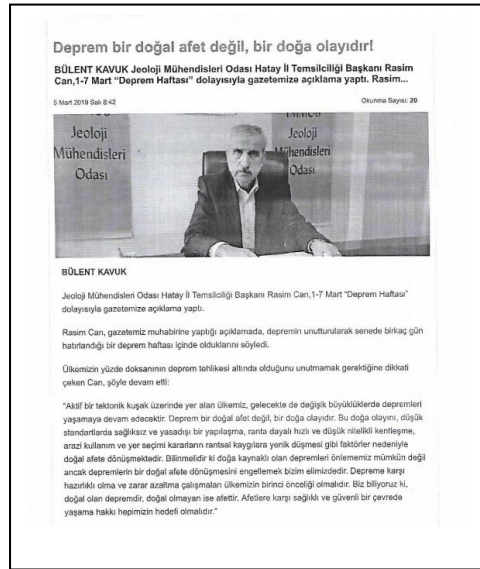 Deprem bir doğal afet değil, bir doğa olayıdır!
BÜLENT KAVUK Jeoloji Mühendisleri Odası Hatay İl Temsilciliği Başkanı Rasim
Can,1-7 Mart “Deprem Haftası” dolayısıyla gazetemize açıklama yaptı. Rasim...
5 Mart 2019 Salı 8:42
Okunma Sayısı: 20
Jeoloji
Mühendisleri
Odası
TMMOB
Jeoloji
Mühendisleri
Odası
BÜLENT KAVUK
Jeoloji Mühendisleri Odası Hatay İl Temsilciliği Başkanı Rasim Can,1-7 Mart “Deprem Haftası”
dolayısıyla gazetemize açıklama yaptı.
Rasim Can, gazetemiz muhabirine yaptığı açıklamada, depremin unutturularak senede birkaç gün
hatırlandığı bir deprem haftası içinde olduklarını söyledi.
Ülkemizin yüzde doksanının deprem tehlikesi altında olduğunu unutmamak gerektiğine dikkati
çeken Can, şöyle devam etti:
“Aktif bir tektonik kuşak üzerinde yer alan ülkemiz, gelecekte de değişik büyüklüklerde depremleri
yaşamaya devam adecektir. Deprem bir doğal afet değil, bir doğa olayıdır. Bu doğa olayını, düşük
standartlarda sağlıksız ve yasadışı bir yapılaşma, ranta dayalı hızlı ve düşük nitelikli kentleşme,
arazi kullanım ve yer seçimi kararların rantsal kaygılara yenik düşmesi gibi faktörler nedeniyle
doğal afete dönüşmektedir. Bilinmelidir ki doğa kaynaklı olan depremleri önlememiz mümkün değil
ancak depremlerin bir doğal afete dönüşmesini engellemek bizim elimizdedir. Depreme karşı
hazırlıklı olma ve zarar azaltma çalışmaları ülkemizin birinci önceliği olmalıdır. Biz biliyoruz ki,
doğal olan depremdir, doğal olmayan ise afettir. Afetlere karşı sağlıklı ve güvenli bir çevrede
yaşama hakkı hepimizin hedefi olmalıdır.”